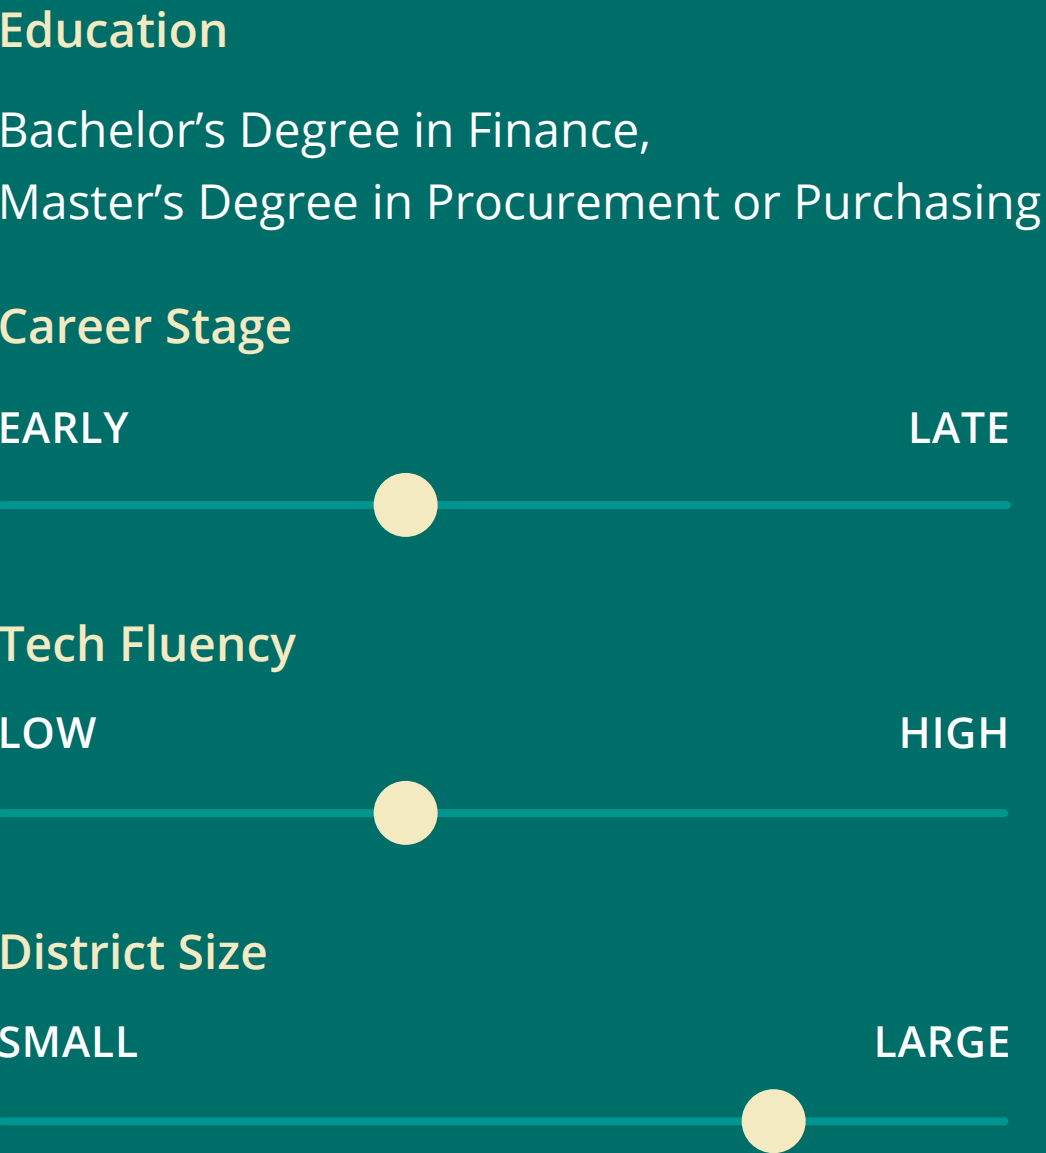 Education
Bachelor’s Degree in Finance,
Master’s Degree in Procurement or Purchasing
Career Stage
EARLY LATE
Tech Fluency
LOW HIGH
District Size
SMALL LARGE